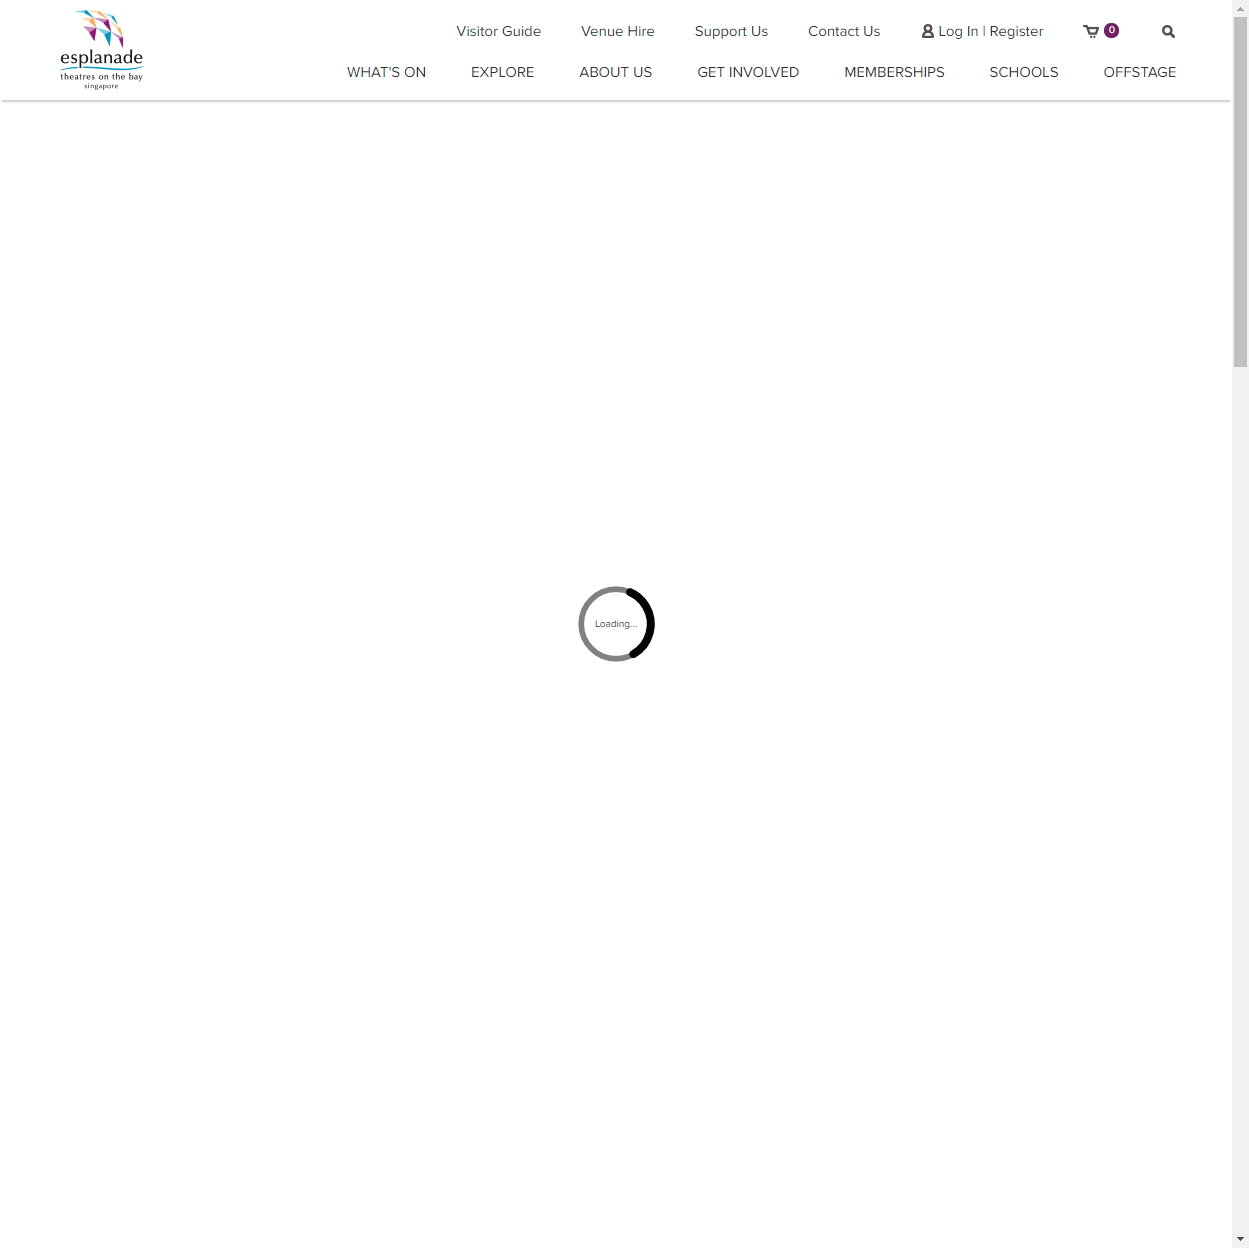 esplanade
theatres on the bay
singapore
Visitor Guide Venue Hire Support Us Contact Us Log In | Register 0
WHAT'S ON EXPLORE ABOUT US GET INVOLVED MEMBERSHIPS SCHOOLS OFFSTAGE
Loading...